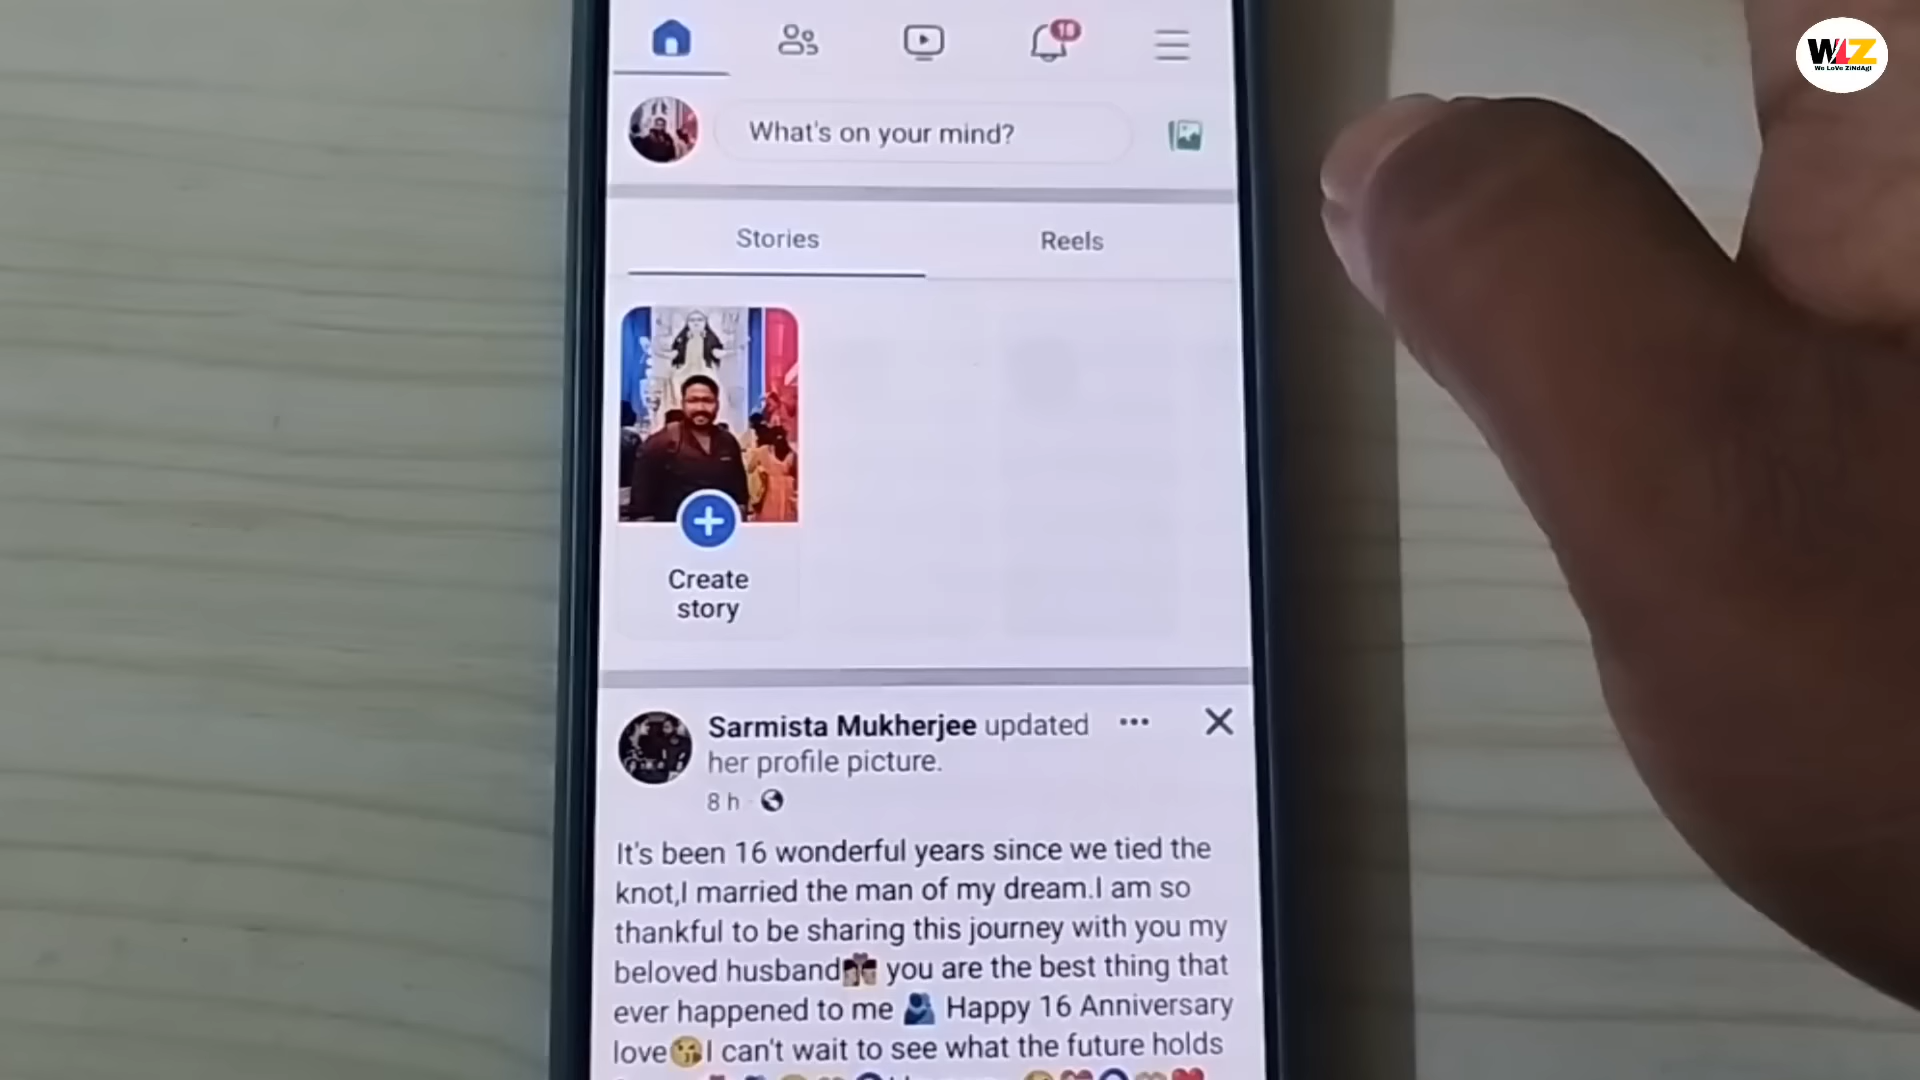 WLZ
We LoVe ZiNdAgI
What's on your mind?
Stories
Reels
Create
story
Sarmista Mukherjee updated
her profile picture.
8 h
It's been 16 wonderful years since we tied the
knot,I married the man of my dream.I am so
thankful to be sharing this journey with you my
beloved husband💏 you are the best thing that
ever happened to me 🫂 Happy 16 Anniversary
love😘I can't wait to see what the future holds